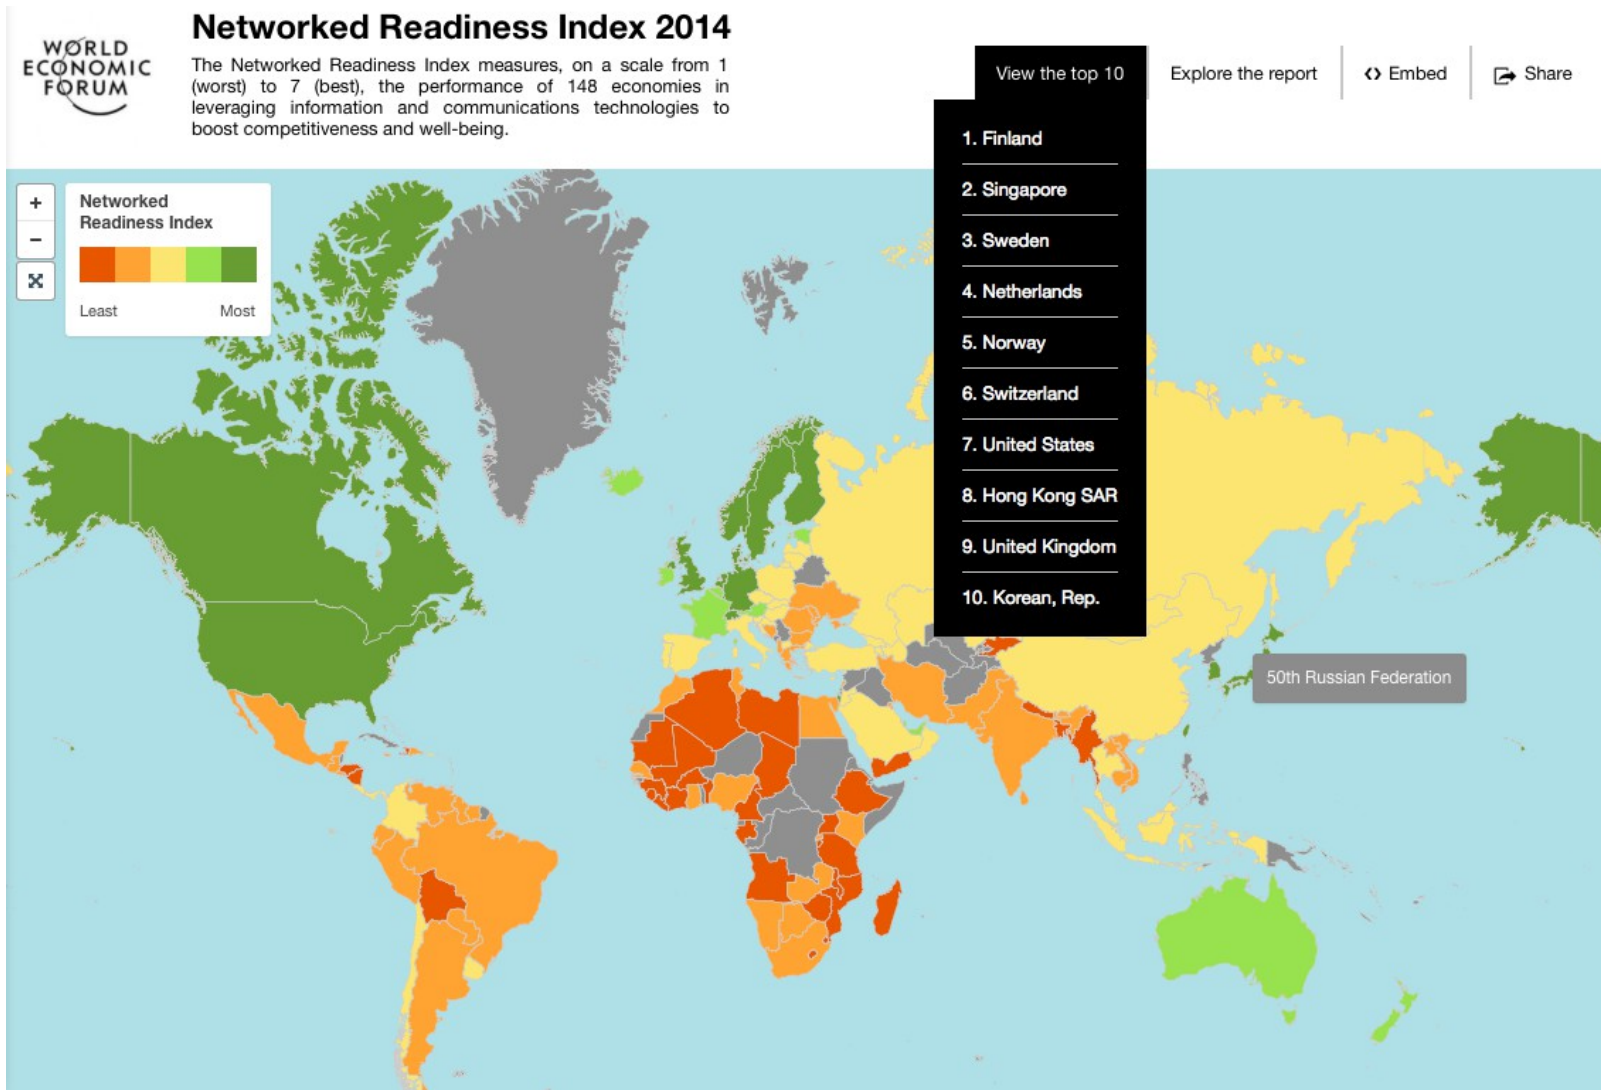 WORLD
ECONOMIC
FORUM
Networked Readiness Index 2014
The Networked Readiness Index measures, on a scale from 1
(worst) to 7 (best), the performance of 148 economies in
leveraging information and communications technologies to
boost competitiveness and well-being.
View the top 10
Explore the report
Embed
Share
1. Finland
2. Singapore
3. Sweden
4. Netherlands
5. Norway
6. Switzerland
7. United States
8. Hong Kong SAR
9. United Kingdom
10. Korean, Rep.
+
−
Networked
Readiness Index
Least Most
50th Russian Federation